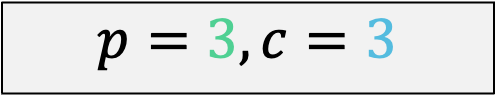 p = 3, c = 3